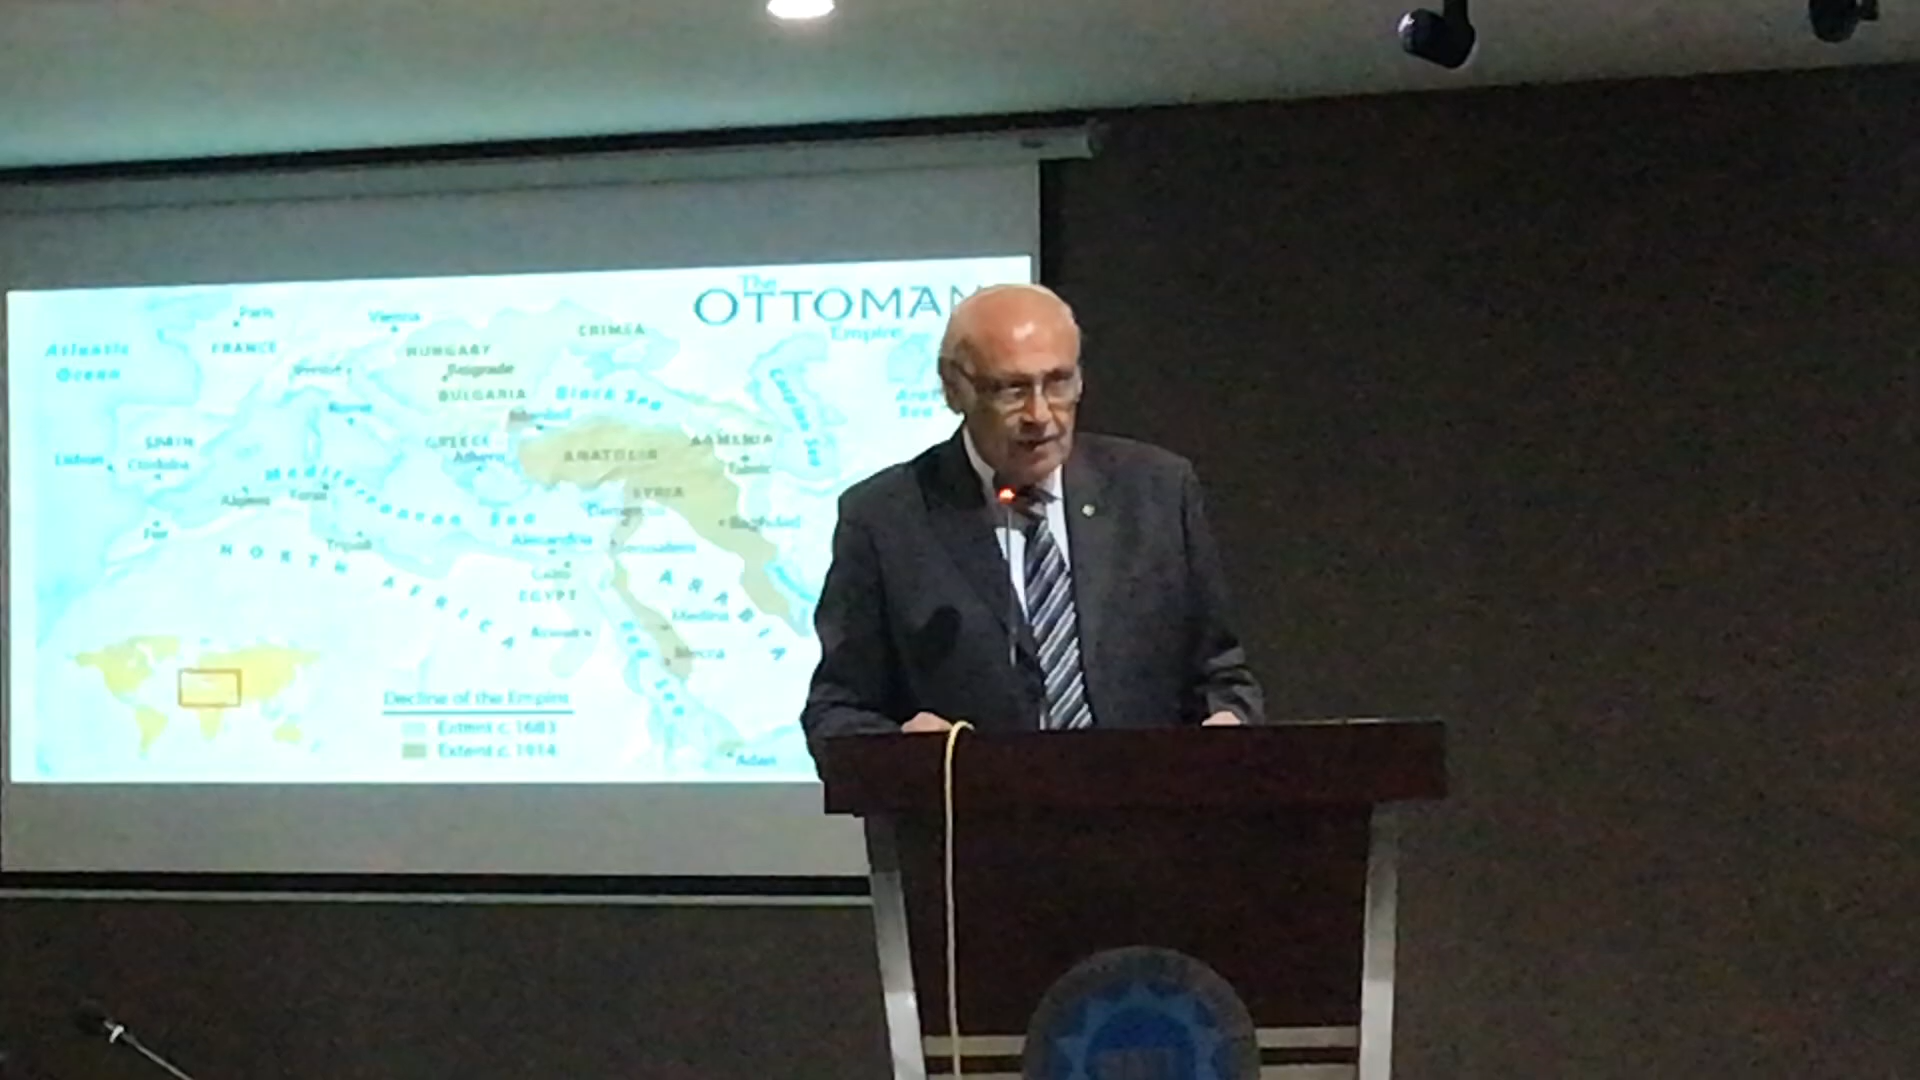 The
OTTOMAN
Empire
Paris
Vienna
CRIMEA
FRANCE
HUNGARY
Atlantic
Ocean
Venice
Belgrade
BULGARIA
Black Sea
Caspian Sea
Rome
Istanbul
SPAIN
GREECE
ARMENIA
Lisbon
Cordoba
Athens
ANATOLIA
Tabriz
Mediterranean Sea
Algiers
Tunis
SYRIA
Damascus
Baghdad
Fez
Tripoli
Alexandria
Jerusalem
NORTH AFRICA
Cairo
EGYPT
ARABIA
Medina
Aswan
Mecca
Decline of the Empire
Extent c. 1683
Extent c. 1914